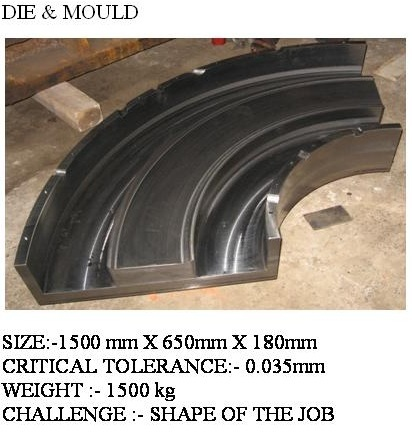 DIE & MOULD
SIZE:-1500 mm X 650mm X 180mm
CRITICAL TOLERANCE:- 0.035mm
WEIGHT :- 1500 kg
CHALLENGE :- SHAPE OF THE JOB